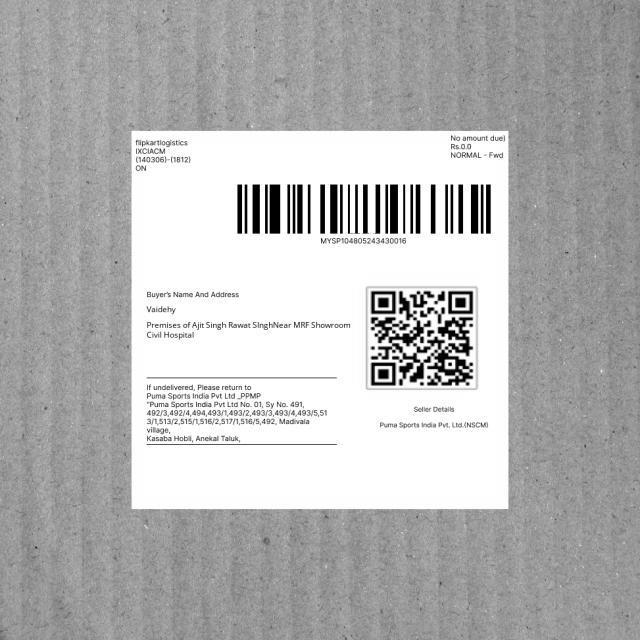 flipkartlogistics
IXCIACM
(140306)-(1812)
ON
No amount due)
Rs.0.0
NORMAL - Fwd
MYSP104805243430016
Buyer's Name And Address
Vaidehy
Premises of Ajit Singh Rawat SInghNear MRF Showroom
Civil Hospital
If undelivered, Please return to
Puma Sports India Pvt Ltd _PPMP
"Puma Sports India Pvt Ltd No. 01, Sy No. 491,
492/3,492/4,494,493/1,493/2,493/3,493/4,493/5,51
3/1,513/2,515/1,516/2,517/1,516/5,492, Madivala
village,
Kasaba Hobli, Anekal Taluk,
Seller Details
Puma Sports India Pvt. Ltd.(NSCM)